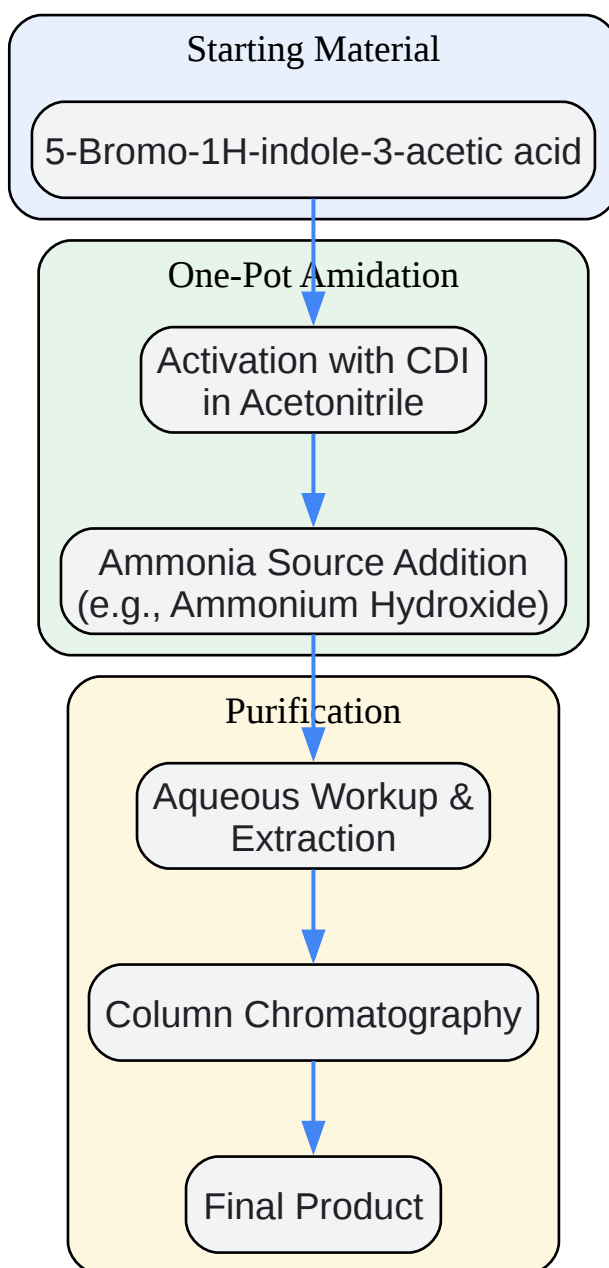 Starting Material
5-Bromo-1H-indole-3-acetic acid
One-Pot Amidation
Activation with CDI
in Acetonitrile
Ammonia Source Addition
(e.g., Ammonium Hydroxide)
Purification
Aqueous Workup &
Extraction
Column Chromatography
Final Product